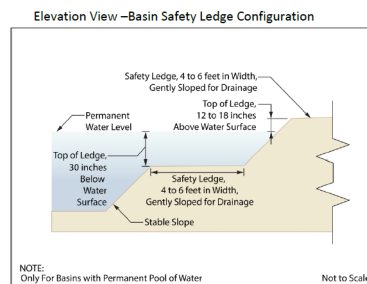 Elevation View –Basin Safety Ledge Configuration
Safety Ledge, 4 to 6 feet in Width,
Gently Sloped for Drainage
Top of Ledge,
12 to 18 inches
Above Water Surface
Permanent
Water Level
Top of Ledge,
30 inches
Below
Water
Surface
Safety Ledge,
4 to 6 feet in Width,
Gently Sloped for Drainage
Stable Slope
NOTE:
Only For Basins with Permanent Pool of Water
Not to Scale